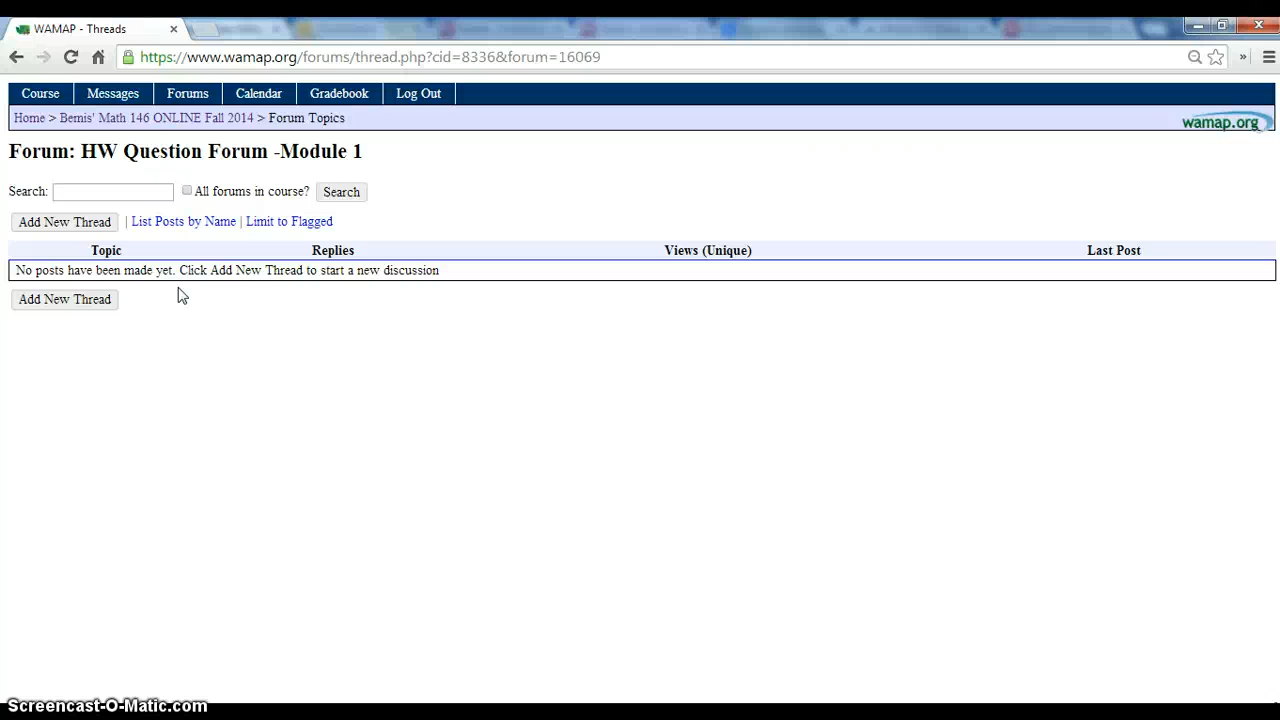 WAMAP - Threads
https://www.wamap.org/forums/thread.php?cid=8336&forum=16069
Course Messages Forums Calendar Gradebook Log Out
Home > Bemis' Math 146 ONLINE Fall 2014 > Forum Topics
wamap.org
Forum: HW Question Forum -Module 1
Search: All forums in course? Search
Add New Thread | List Posts by Name | Limit to Flagged
Topic Replies Views (Unique) Last Post
No posts have been made yet. Click Add New Thread to start a new discussion
Add New Thread
Screencast-O-Matic.com